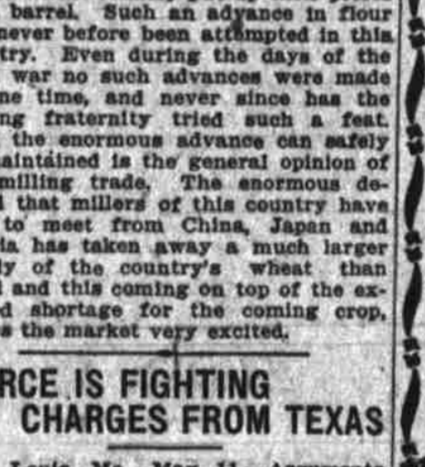 barrel. Such an advance in flour
never before been attempted in this
try. Even during the days of the
war no such advances were made
ne time, and never since has the
ng fraternity tried such a feat.
the enormous advance can safely
aintained is the general opinion of
milling trade. The enormous de-
d that millers of this country have
to meet from China, Japan and
ia has taken away a much larger
ly of the country's wheat than
l and this coming on top of the ex-
d shortage for the coming crop,
s the market very excited.
RCE IS FIGHTING
CHARGES FROM TEXAS